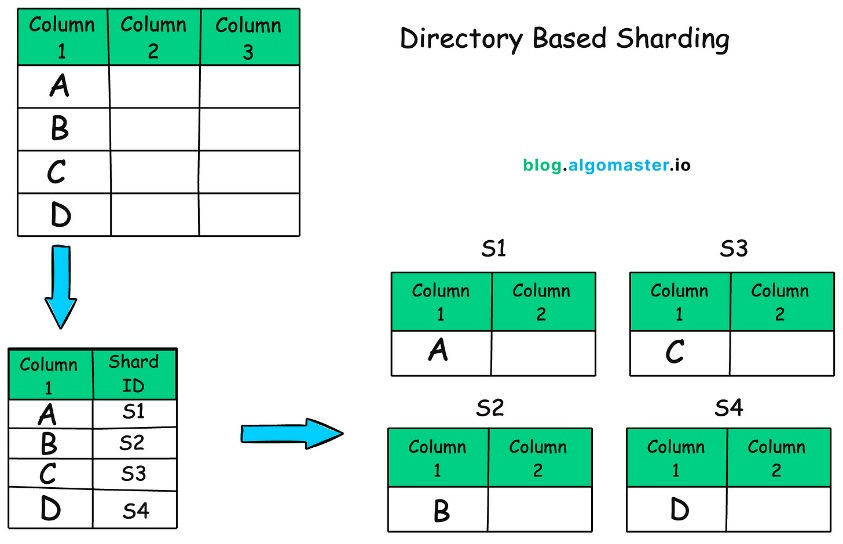 Directory Based Sharding
blog.algomaster.io
Column 1 Column 2 Column 3
A
B
C
D
Column 1 Shard ID
A S1
B S2
C S3
D S4
S1
Column 1 Column 2
A
S3
Column 1 Column 2
C
S2
Column 1 Column 2
B
S4
Column 1 Column 2
D